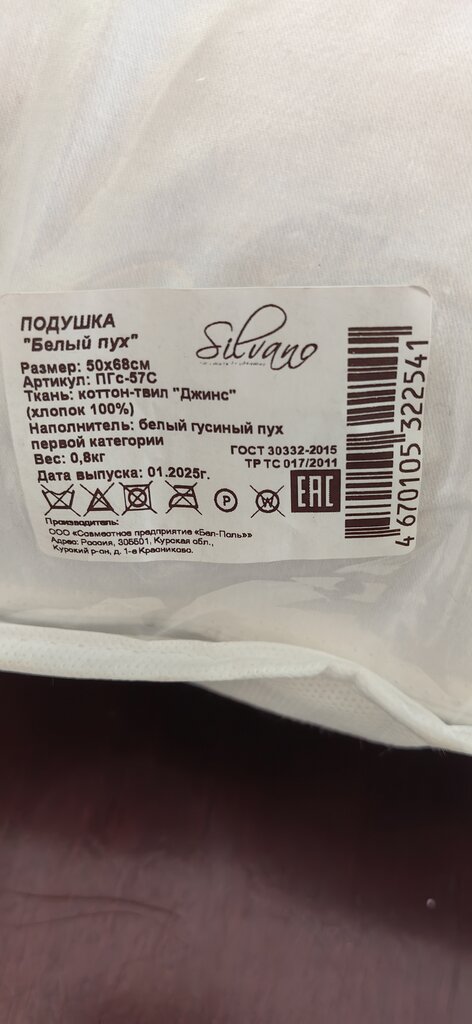 ПОДУШКА
"Белый пух"
Silvano
Размер: 50х68см
Артикул: ПГс-57С
Ткань: коттон-твил "Джинс"
(хлопок 100%)
Наполнитель: белый гусиный пух
первой категории
Вес: 0,8кг
ГОСТ 30332-2015
ТР ТС 017/2011
Дата выпуска: 01.2025г.
P
W
EAC
Производитель:
ООО «Совместное предприятие «Бел-Поль»»
Адрес: Россия, 305501, Курская обл.,
Курский р-он, д. 1-е Красниково.
4 670105 322541